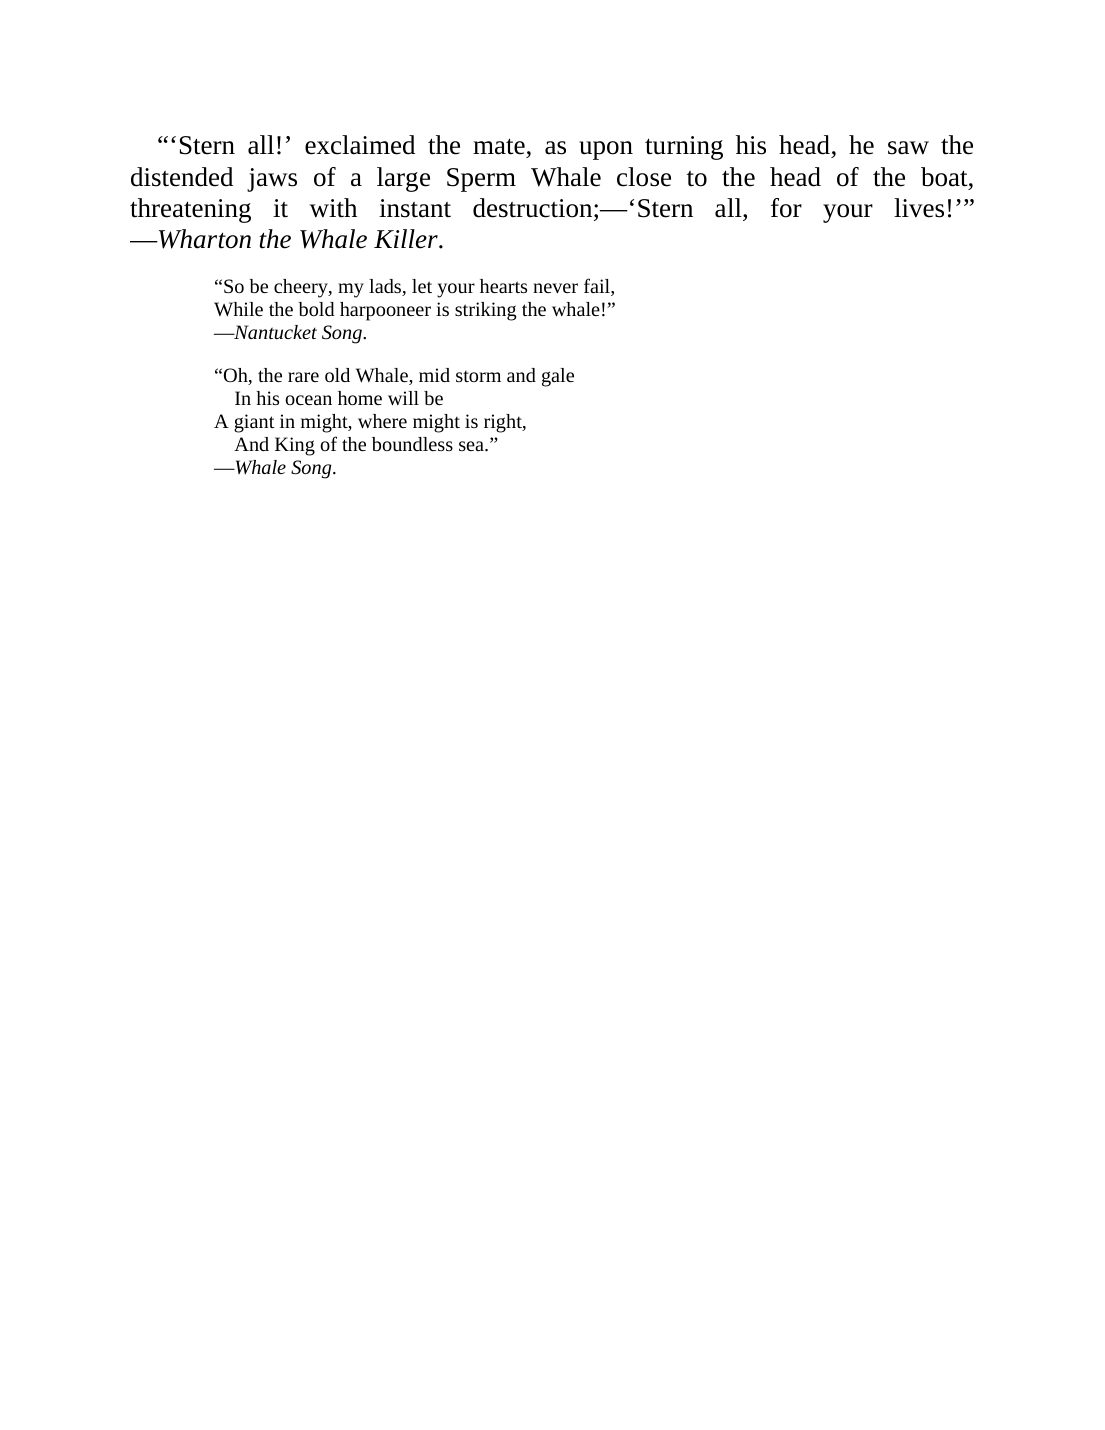 “‘Stern all!’ exclaimed the mate, as upon turning his head, he saw the
distended jaws of a large Sperm Whale close to the head of the boat,
threatening it with instant destruction;—‘Stern all, for your lives!’”
—Wharton the Whale Killer.
“So be cheery, my lads, let your hearts never fail,
While the bold harpooneer is striking the whale!”
—Nantucket Song.
“Oh, the rare old Whale, mid storm and gale
In his ocean home will be
A giant in might, where might is right,
And King of the boundless sea.”
—Whale Song.